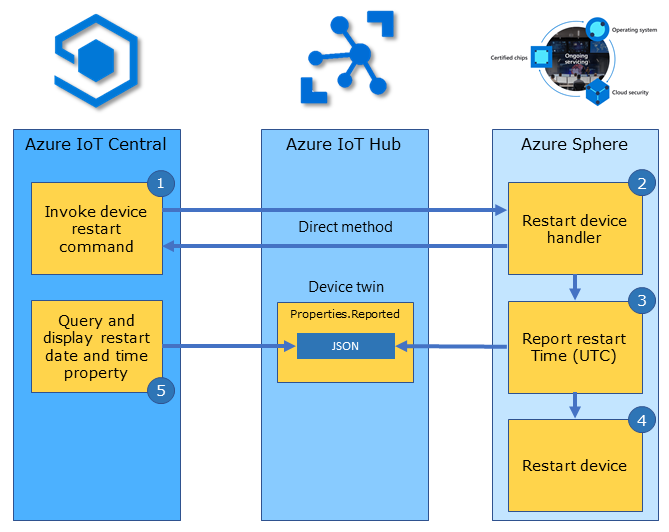 Operating system
Certified chips
Ongoing
servicing
Cloud security
Azure IoT Central
Azure IoT Hub
Azure Sphere
1
Invoke device
restart
command
Direct method
2
Restart device
handler
Device twin
Properties.Reported
JSON
3
Report restart
Time (UTC)
Query and
display restart
date and time
property
5
4
Restart device